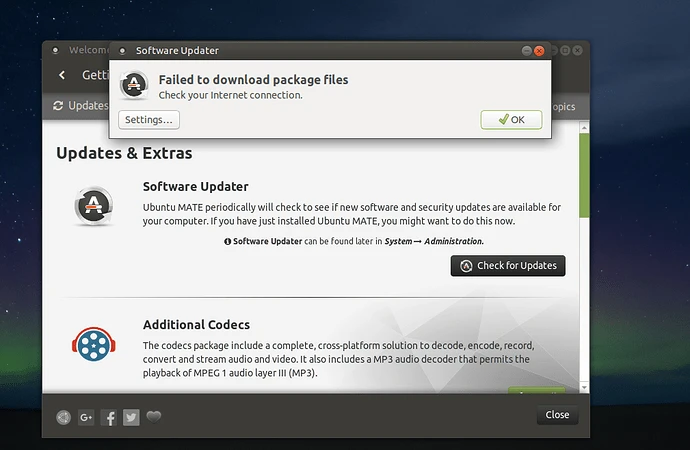 Welcom
Software Updater
Getti
Failed to download package files
Check your Internet connection.
Updates
opics
Settings...
OK
Updates & Extras
Software Updater
Ubuntu MATE periodically will check to see if new software and security updates are available for
your computer. If you have just installed Ubuntu MATE, you might want to do this now.
Software Updater can be found later in System→ Administration.
Check for Updates
Additional Codecs
The codecs package include a complete, cross-platform solution to decode, encode, record,
convert and stream audio and video. It also includes a MP3 audio decoder that permits the
playback of MPEG 1 audio layer III (MP3).
G+
Close